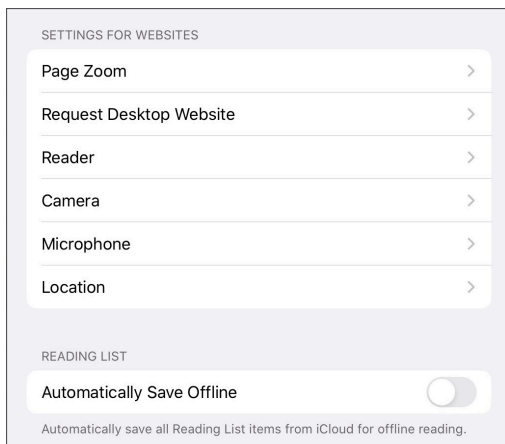 SETTINGS FOR WEBSITES
Page Zoom
Request Desktop Website
Reader
Camera
Microphone
Location
READING LIST
Automatically Save Offline
Automatically save all Reading List items from iCloud for offline reading.